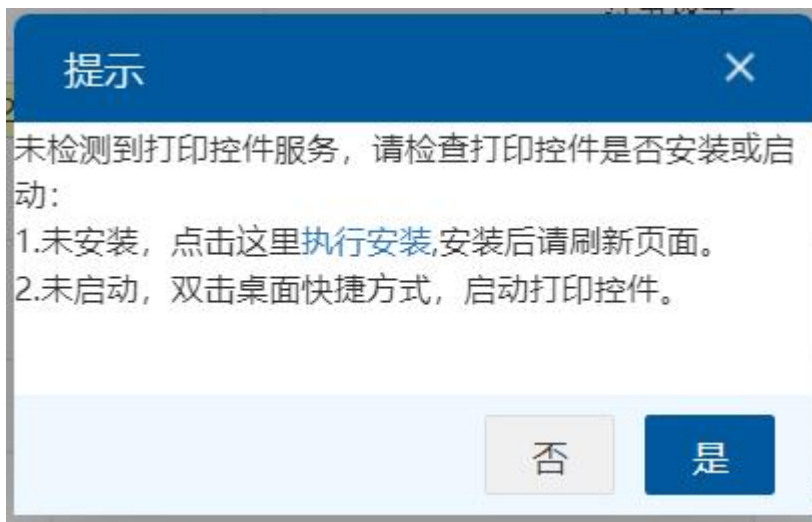 提示
未检测到打印控件服务，请检查打印控件是否安装或启
动：
1.未安装，点击这里执行安装,安装后请刷新页面。
2.未启动，双击桌面快捷方式，启动打印控件。
否
是